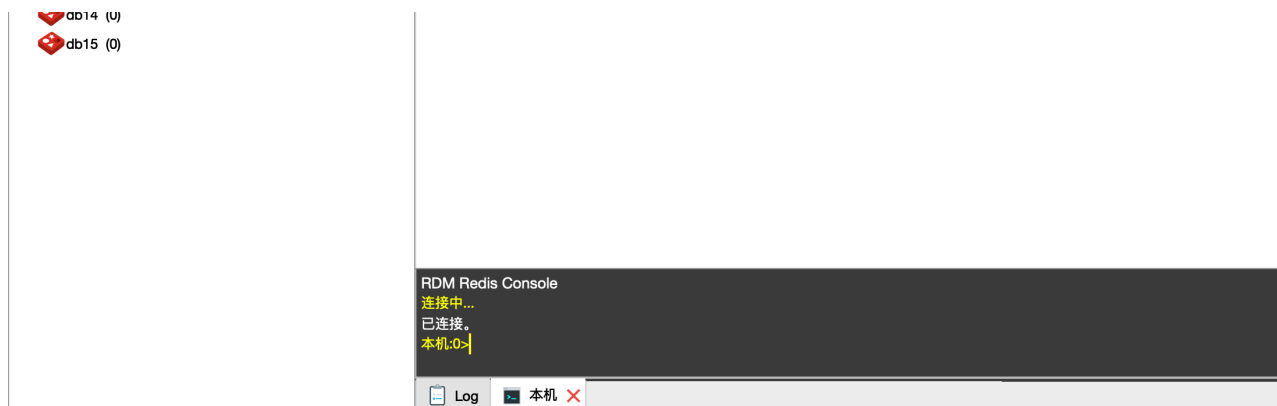 db14 (0)
db15 (0)
RDM Redis Console
连接中...
已连接。
本机:0>
Log
本机